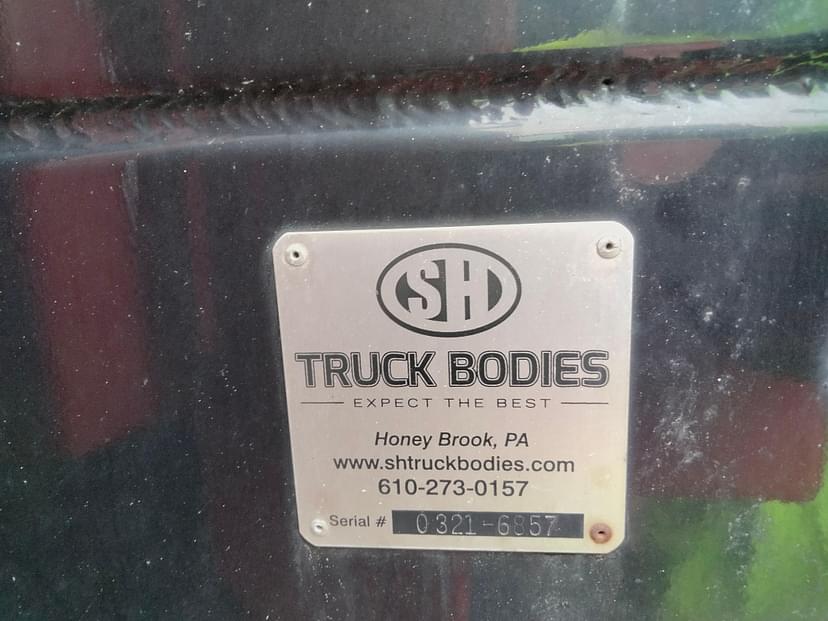 SH
TRUCK BODIES
EXPECT THE BEST
Honey Brook, PA
www.shtruckbodies.com
610-273-0157
Serial # 0321-6857